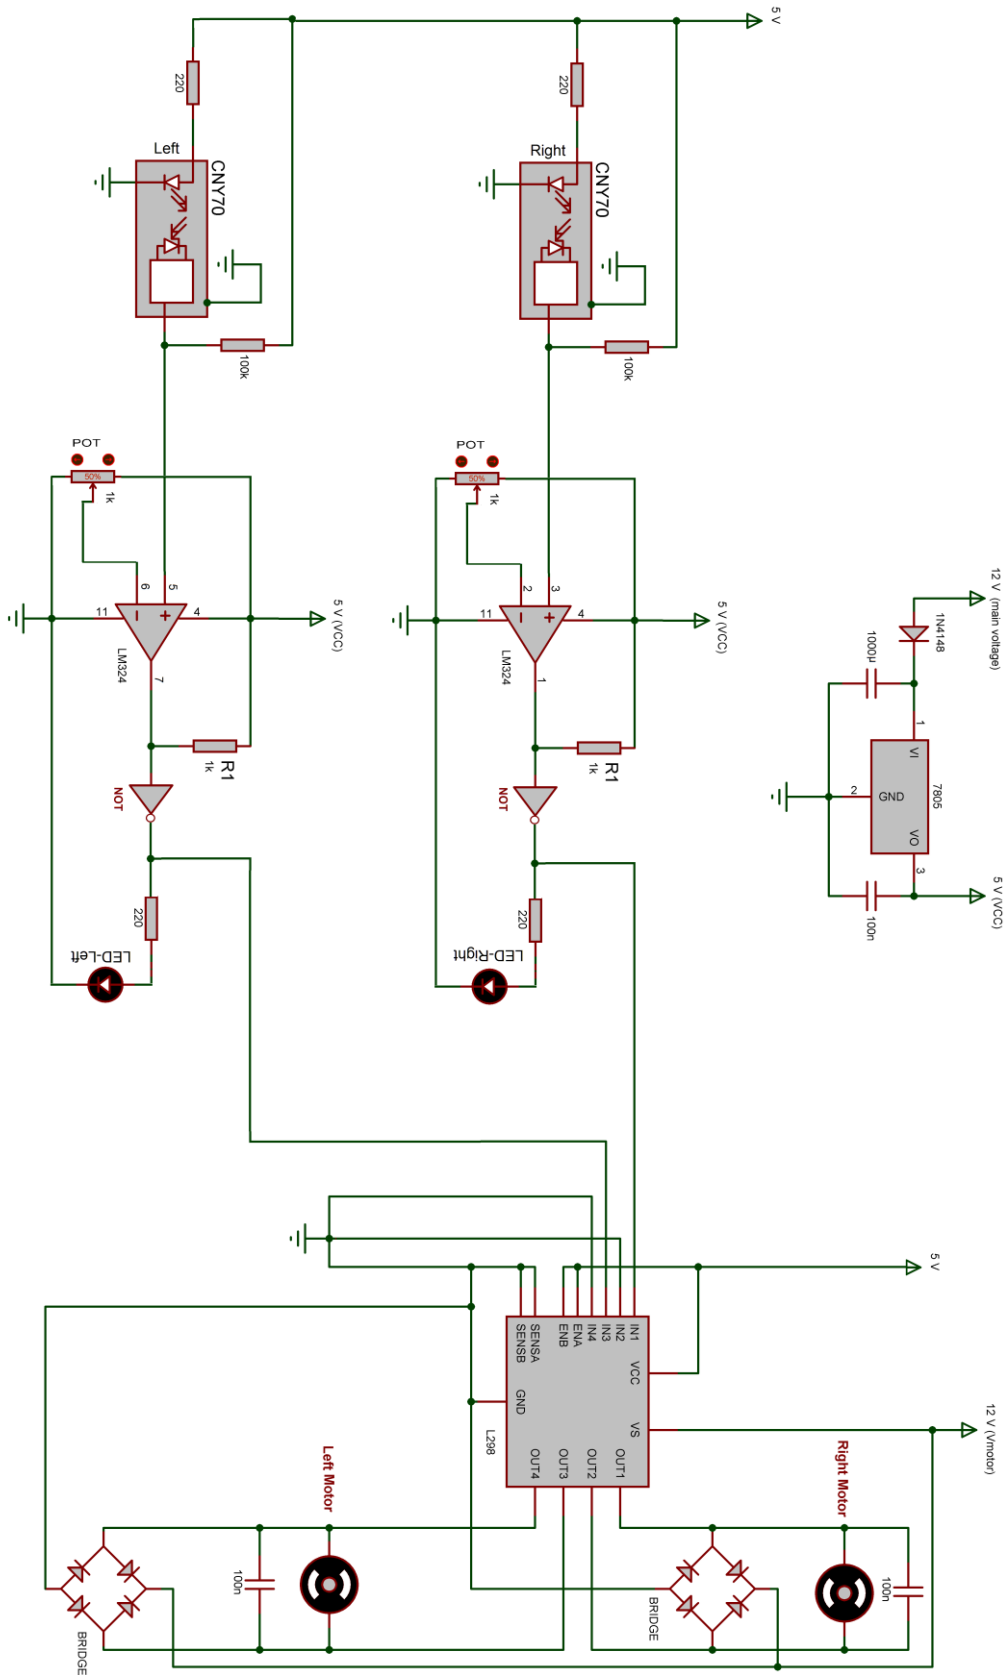 5 V
220
Left
CNY70
100k
POT
50%
1k
6
5
11
4
5 V (VCC)
LM324
7
R1
1k
NOT
220
LED-Left
220
Right
CNY70
100k
POT
50%
1k
2
3
11
4
5 V (VCC)
LM324
1
R1
1k
NOT
220
LED-Right
12 V (main voltage)
1N4148
1000µ
1
VI
7805
2
GND
VO
3
5 V (VCC)
100n
5 V
IN1
IN2
IN3
IN4
ENA
ENB
SENSA
SENSB
VCC
GND
VS
L298
OUT1
OUT2
OUT3
OUT4
12 V (Vmotor)
Right Motor
100n
BRIDGE
Left Motor
100n
BRIDGE